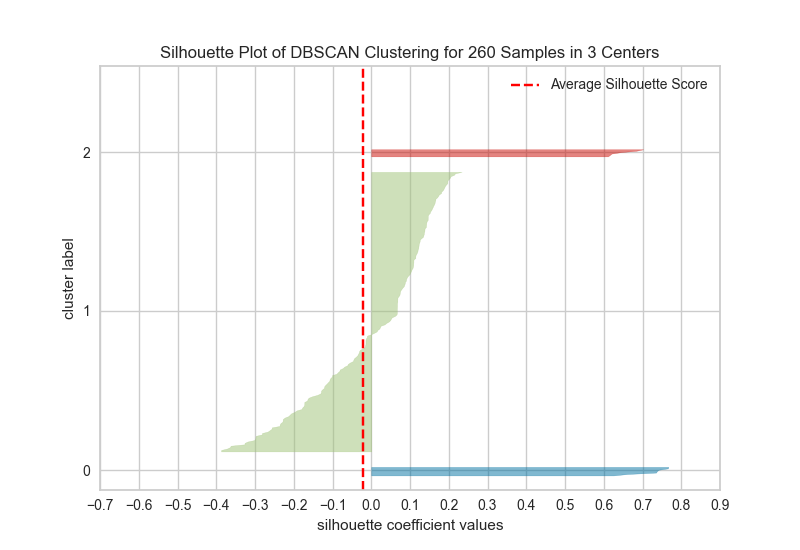 Silhouette Plot of DBSCAN Clustering for 260 Samples in 3 Centers
Average Silhouette Score
2
1
0
cluster label
−0.7 −0.6 −0.5 −0.4 −0.3 −0.2 −0.1 0.0 0.1 0.2 0.3 0.4 0.5 0.6 0.7 0.8 0.9
silhouette coefficient values